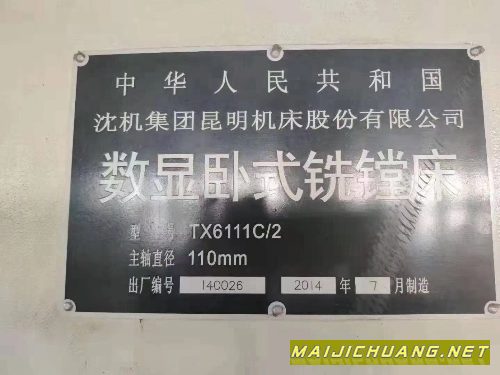 中华人民共和国
沈机集团昆明机床股份有限公司
数显卧式铣镗床
型 号 TX6111C/2
主轴直径 110mm
出厂编号 140026 2014 年 7 月制造
MAIJICHUANG.NET